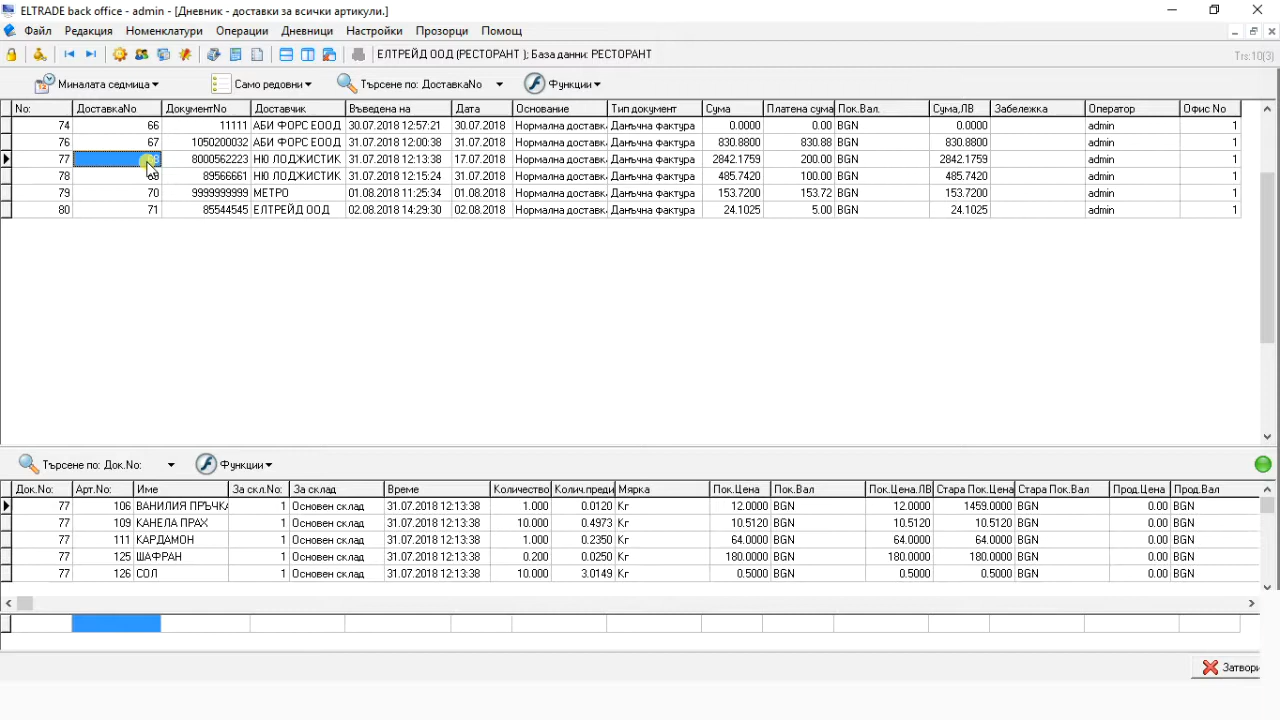 ELTRADE back office - admin - [Дневник - доставки за всички артикули.]
Файл Редакция Номенклатури Операции Дневници Настройки Прозорци Помощ
ЕЛТРЕЙД ООД (РЕСТОРАНТ ); База данни: РЕСТОРАНТ Trs:10(3)
Миналата седмица Само редовни Търсене по: ДоставкаNo Функции
No: ДоставкаNo ДокументNo Доставчик Въведена на Дата Основание Тип документ Сума Платена сума Пок.Вал. Сума,ЛВ Забележка Оператор Офис No
74 66 11111 АБИ ФОРС ЕООД 30.07.2018 12:57:21 30.07.2018 Нормална доставк Данъчна фактура 0.0000 0.00 BGN 0.0000 admin 1
76 67 1050200032 АБИ ФОРС ЕООД 31.07.2018 12:00:38 31.07.2018 Нормална доставк Данъчна фактура 830.8800 830.88 BGN 830.8800 admin 1
77 8000562223 НЮ ЛОДЖИСТИК 31.07.2018 12:13:38 17.07.2018 Нормална доставк Данъчна фактура 2842.1759 200.00 BGN 2842.1759 admin 1
78 69 89566661 НЮ ЛОДЖИСТИК 31.07.2018 12:15:24 31.07.2018 Нормална доставк Данъчна фактура 485.7420 100.00 BGN 485.7420 admin 1
79 70 9999999999 МЕТРО 01.08.2018 11:25:34 01.08.2018 Нормална доставк Данъчна фактура 153.7200 153.72 BGN 153.7200 admin 1
80 71 85544545 ЕЛТРЕЙД ООД 02.08.2018 14:29:30 02.08.2018 Нормална доставк Данъчна фактура 24.1025 5.00 BGN 24.1025 admin 1
Търсене по: Док.No: Функции
Док.No: Арт.No: Име За скл.No: За склад Време Количество Колич.преди Мярка Пок.Цена Пок.Вал Пок.Цена.ЛВ Стара Пок.Цена Стара Пок.Вал Прод.Цена Прод.Вал
77 106 ВАНИЛИЯ ПРЪЧКА 1 Основен склад 31.07.2018 12:13:38 1.000 0.0120 Кг 12.0000 BGN 12.0000 1459.0000 BGN 0.00 BGN
77 109 КАНЕЛА ПРАХ 1 Основен склад 31.07.2018 12:13:38 10.000 0.4973 Кг 10.5120 BGN 10.5120 10.5120 BGN 0.00 BGN
77 111 КАРДАМОН 1 Основен склад 31.07.2018 12:13:38 1.000 0.2350 Кг 64.0000 BGN 64.0000 64.0000 BGN 0.00 BGN
77 125 ШАФРАН 1 Основен склад 31.07.2018 12:13:38 0.200 0.0250 Кг 180.0000 BGN 180.0000 180.0000 BGN 0.00 BGN
77 126 СОЛ 1 Основен склад 31.07.2018 12:13:38 10.000 3.0149 Кг 0.5000 BGN 0.5000 0.5000 BGN 0.00 BGN
Затвори